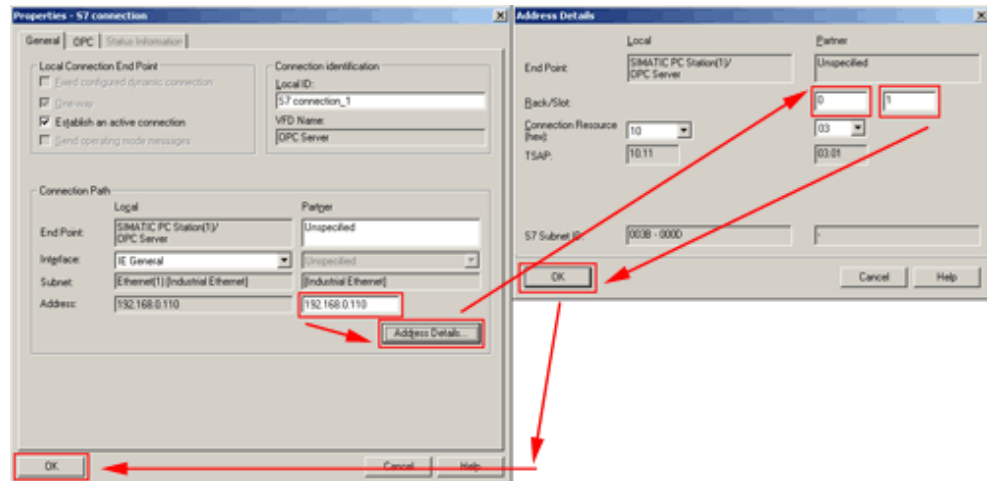 Properties - S7 connection
General
OPC
Status Information
Local Connection End Point
Fixed configured dynamic connection
One-way
Establish an active connection
Send operating mode messages
Connection identification
Local ID:
S7 connection_1
VFD Name:
OPC Server
Connection Path
Local
Partner
End Point:
SIMATIC PC Station(1)/
OPC Server
Unspecified
Interface:
IE General
Unspecified
Subnet:
Ethernet(1) [Industrial Ethernet]
[Industrial Ethernet]
Address:
192.168.0.110
192.168.0.110
Address Details...
OK
Cancel
Help
Address Details
Local
Partner
End Point:
SIMATIC PC Station(1)/
OPC Server
Unspecified
Rack/Slot:
0
1
Connection Resource
(hex):
10
03
TSAP:
10.11
03.01
S7 Subnet ID:
003B - 000D
-
OK
Cancel
Help